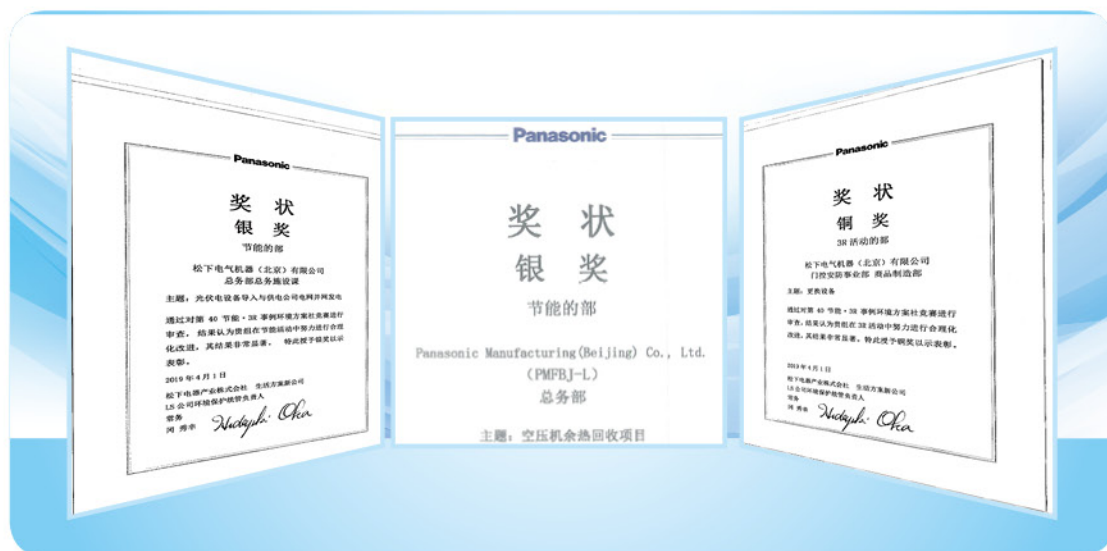 Panasonic
奖 状
银 奖
节能的部
松下电气机器（北京）有限公司
总务部总务施设课
主题：光伏电设备导入与供电公司电网并网发电
通过对第 40 节能・3R 事例环境方案社竞赛进行
审查，结果认为贵组在节能活动中努力进行合理
化改进，其结果非常显著。 特此授予银奖以示
表彰。
2019 年 4 月 1 日
松下电器产业株式会社 生活方案新公司
LS 公司环境保护统管负责人
常务
冈 秀幸
Panasonic
奖 状
银 奖
节能的部
Panasonic Manufacturing(Beijing) Co., Ltd.
(PMFBJ-L)
总务部
主题：空压机余热回收项目
Panasonic
奖 状
铜 奖
3R 活动的部
松下电气机器（北京）有限公司
门控安防事业部 商品制造部
主题：更换设备
通过对第 40 节能・3R 事例环境方案社竞赛进行
审查，结果认为贵组在 3R 活动中努力进行合理化
改进，其结果非常显著。特此授予铜奖以示表彰。
2019 年 4 月 1 日
松下电器产业株式会社 生活方案新公司
LS 公司环境保护统管负责人
常务
冈 秀幸